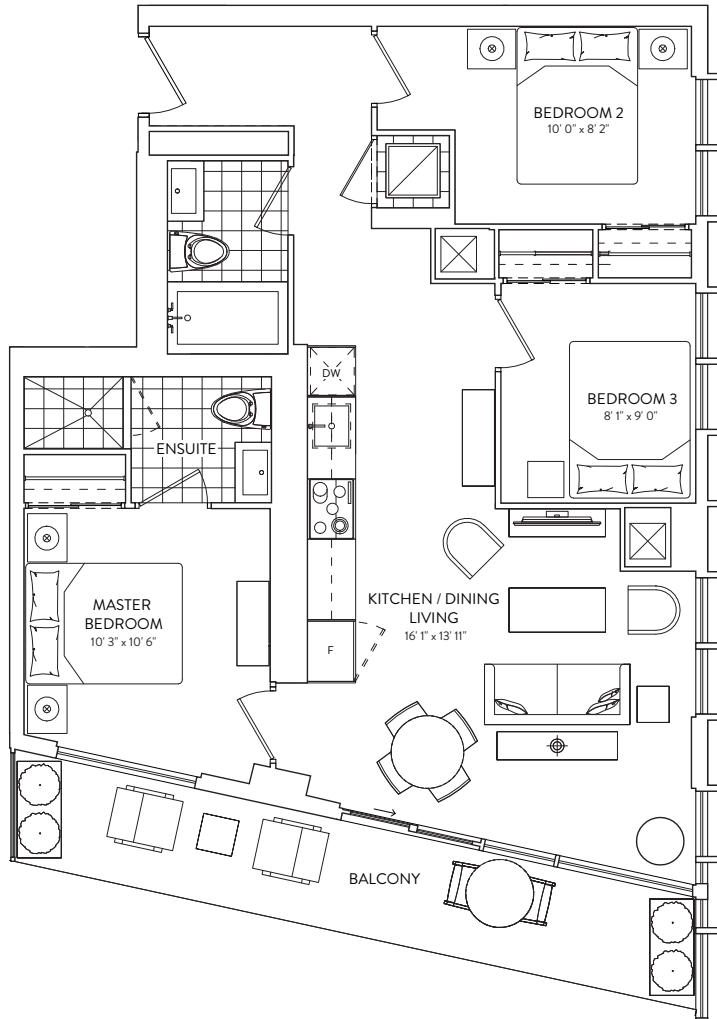 BEDROOM 2
10' 0" x 8' 2"
DW
BEDROOM 3
8' 1" x 9' 0"
ENSUITE
MASTER
BEDROOM
10' 3" x 10' 6"
KITCHEN / DINING
LIVING
16' 1" x 13' 11"
F
BALCONY